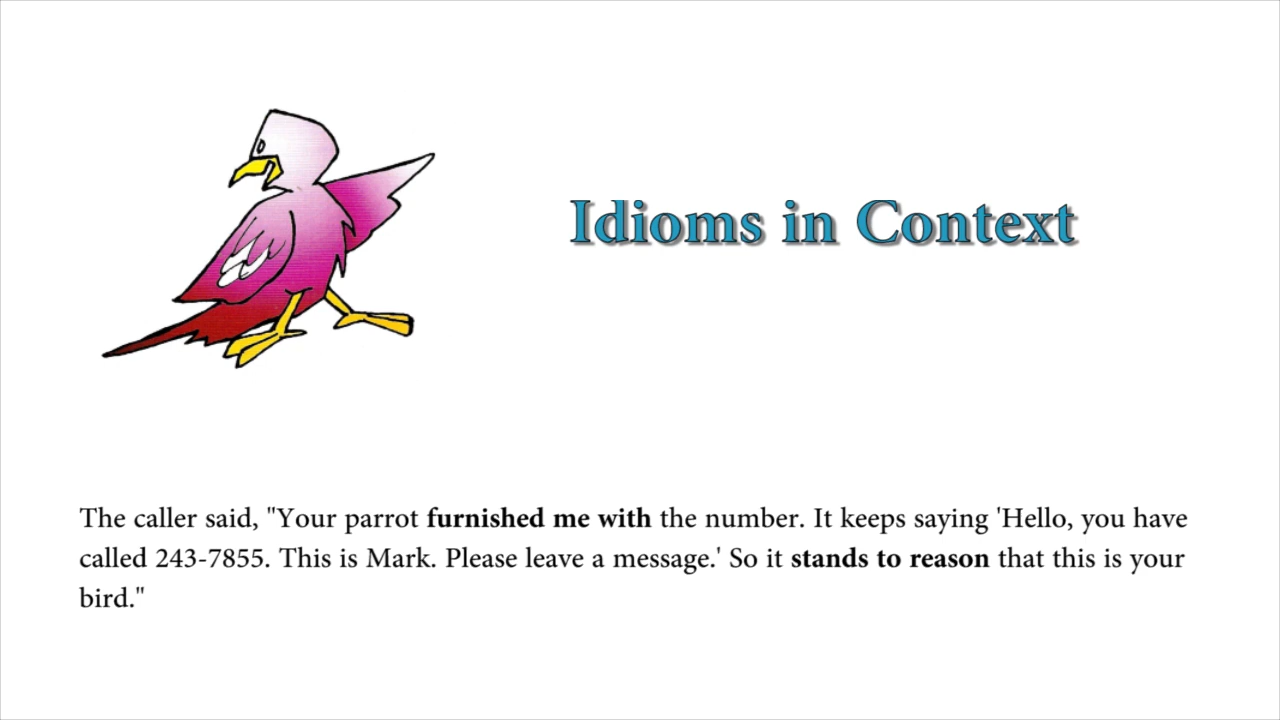 Idioms in Context
The caller said, "Your parrot furnished me with the number. It keeps saying 'Hello, you have
called 243-7855. This is Mark. Please leave a message.' So it stands to reason that this is your
bird."